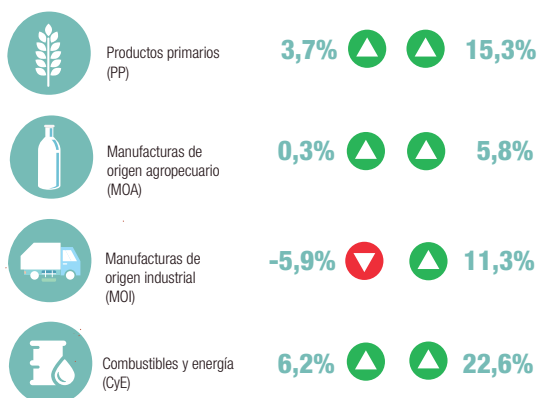 Productos primarios
(PP)
3,7% 15,3%
Manufacturas de
origen agropecuario
(MOA)
0,3% 5,8%
Manufacturas de
origen industrial
(MOI)
-5,9% 11,3%
Combustibles y energía
(CyE)
6,2% 22,6%